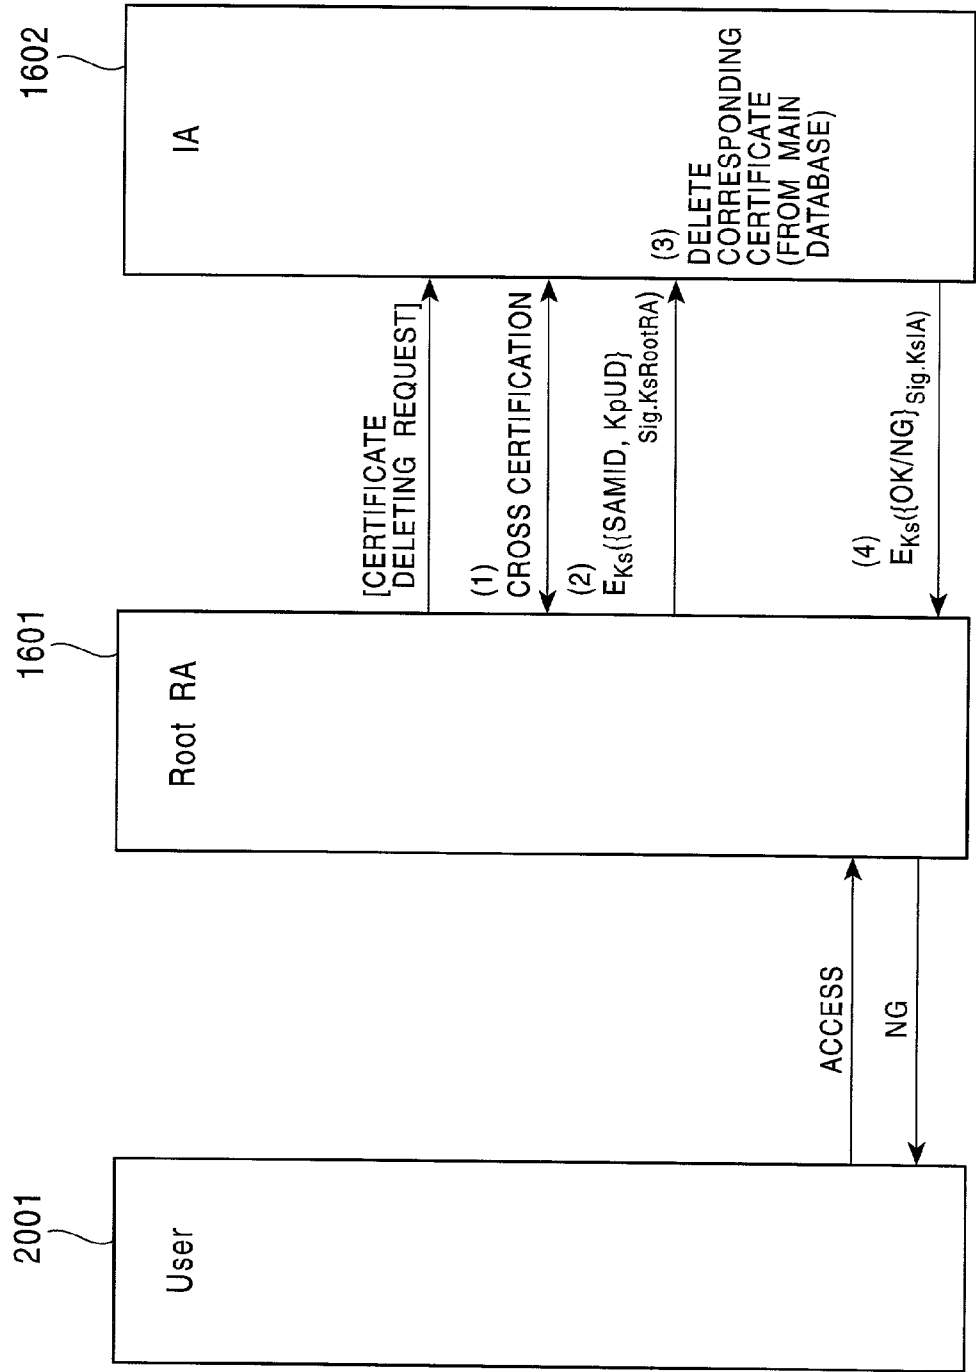 2001
1601
1602
User
Root RA
IA
[CERTIFICATE
DELETING REQUEST]
(1)
CROSS CERTIFICATION
(2)
EKs({SAMID, KpUD}
Sig.KsRootRA)
(3)
DELETE
CORRESPONDING
CERTIFICATE
(FROM MAIN
DATABASE)
ACCESS
NG
(4)
EKs({OK/NG}Sig.KsIA)